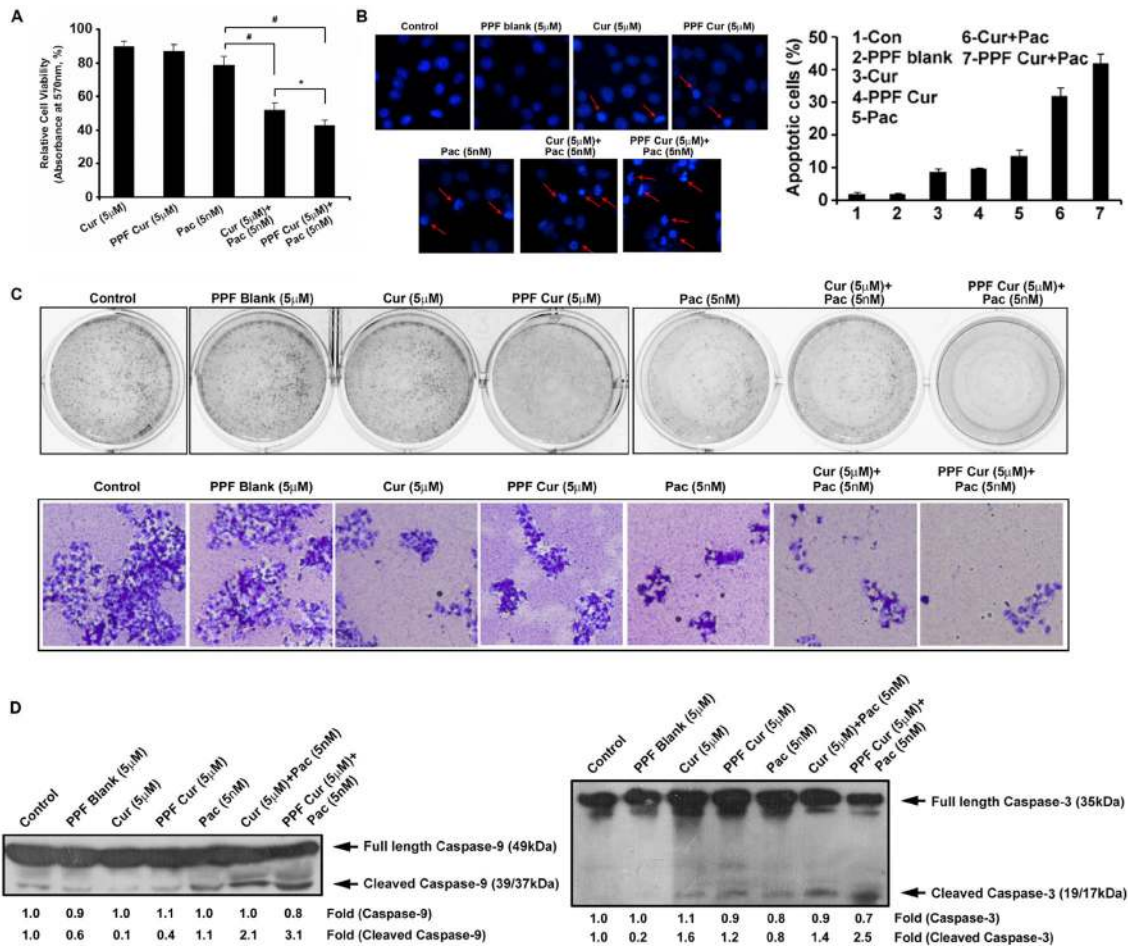 A
Relative Cell Viability
(Absorbance at 570nm, %)
100
80
60
40
20
0
#
#
*
Cur (5µM)
PPF Cur (5µM)
Pac (5nM)
Cur (5µM)+
Pac (5nM)
PPF Cur (5µM)+
Pac (5nM)
B
Control
PPF blank (5µM)
Cur (5µM)
PPF Cur (5µM)
Pac (5nM)
Cur (5µM)+
Pac (5nM)
PPF Cur (5µM)+
Pac (5nM)
Apoptotic cells (%)
50
40
30
20
10
0
1-Con
2-PPF blank
3-Cur
4-PPF Cur
5-Pac
6-Cur+Pac
7-PPF Cur+Pac
1 2 3 4 5 6 7
C
Control
PPF Blank (5µM)
Cur (5µM)
PPF Cur (5µM)
Pac (5nM)
Cur (5µM)+
Pac (5nM)
PPF Cur (5µM)+
Pac (5nM)
Control
PPF Blank (5µM)
Cur (5µM)
PPF Cur (5µM)
Pac (5nM)
Cur (5µM)+
Pac (5nM)
PPF Cur (5µM)+
Pac (5nM)
D
Control
PPF Blank (5µM)
Cur (5µM)
PPF Cur (5µM)
Pac (5nM)
Cur (5µM)+Pac (5nM)
PPF Cur (5µM)+
Pac (5nM)
Full length Caspase-9 (49kDa)
Cleaved Caspase-9 (39/37kDa)
1.0 0.9 1.0 1.1 1.0 1.0 0.8 Fold (Caspase-9)
1.0 0.6 0.1 0.4 1.1 2.1 3.1 Fold (Cleaved Caspase-9)
Control
PPF Blank (5µM)
Cur (5µM)
PPF Cur (5µM)
Pac (5nM)
Cur (5µM)+Pac (5nM)
PPF Cur (5µM)+
Pac (5nM)
Full length Caspase-3 (35kDa)
Cleaved Caspase-3 (19/17kDa)
1.0 1.0 1.1 0.9 0.8 0.9 0.7 Fold (Caspase-3)
1.0 0.2 1.6 1.2 0.8 1.4 2.5 Fold (Cleaved Caspase-3)